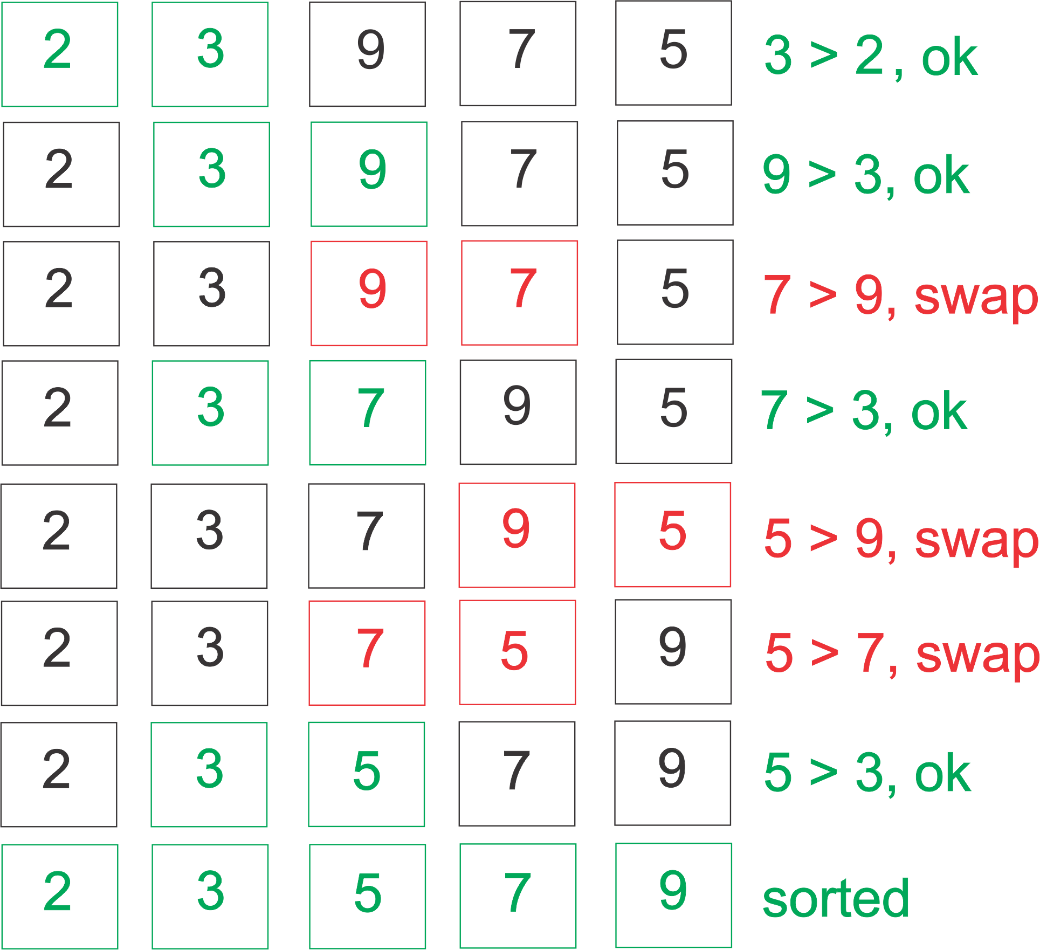 2 3 9 7 5 3 > 2, ok
2 3 9 7 5 9 > 3, ok
2 3 9 7 5 7 > 9, swap
2 3 7 9 5 7 > 3, ok
2 3 7 9 5 5 > 9, swap
2 3 7 5 9 5 > 7, swap
2 3 5 7 9 5 > 3, ok
2 3 5 7 9 sorted